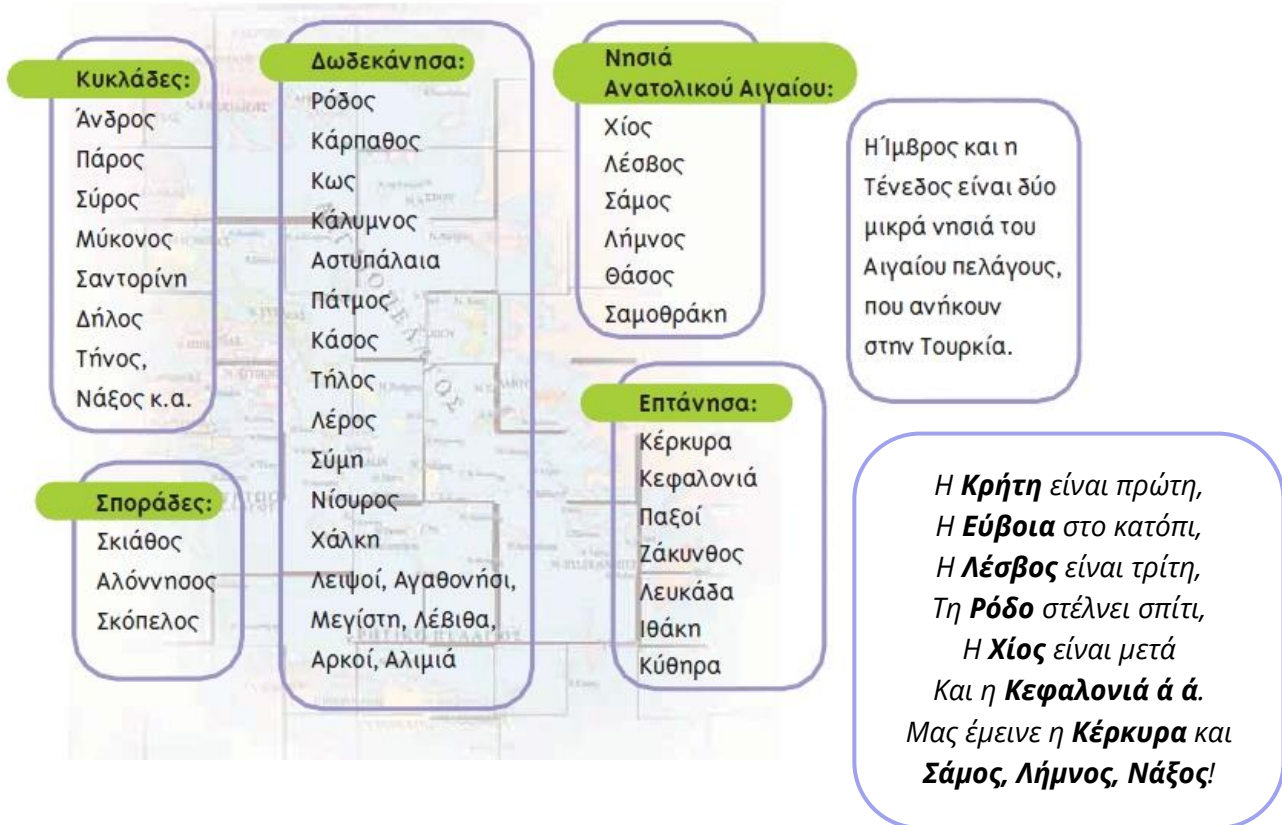 Κυκλάδες:
Άνδρος
Πάρος
Σύρος
Μύκονος
Σαντορίνη
Δήλος
Τήνος,
Νάξος κ.α.
Σποράδες:
Σκιάθος
Αλόννησος
Σκόπελος
Δωδεκάνησα:
Ρόδος
Κάρπαθος
Κως
Κάλυμνος
Αστυπάλαια
Πάτμος
Κάσος
Τήλος
Λέρος
Σύμη
Νίσυρος
Χάλκη
Λειψοί, Αγαθονήσι,
Μεγίστη, Λέβιθα,
Αρκοί, Αλιμιά
Νησιά
Ανατολικού Αιγαίου:
Χίος
Λέσβος
Σάμος
Λήμνος
Θάσος
Σαμοθράκη
Επτάνησα:
Κέρκυρα
Κεφαλονιά
Παξοί
Ζάκυνθος
Λευκάδα
Ιθάκη
Κύθηρα
Η Ίμβρος και η
Τένεδος είναι δύο
μικρά νησιά του
Αιγαίου πελάγους,
που ανήκουν
στην Τουρκία.
Η Κρήτη είναι πρώτη,
Η Εύβοια στο κατόπι,
Η Λέσβος είναι τρίτη,
Τη Ρόδο στέλνει σπίτι,
Η Χίος είναι μετά
Και η Κεφαλονιά ά ά.
Μας έμεινε η Κέρκυρα και
Σάμος, Λήμνος, Νάξος!